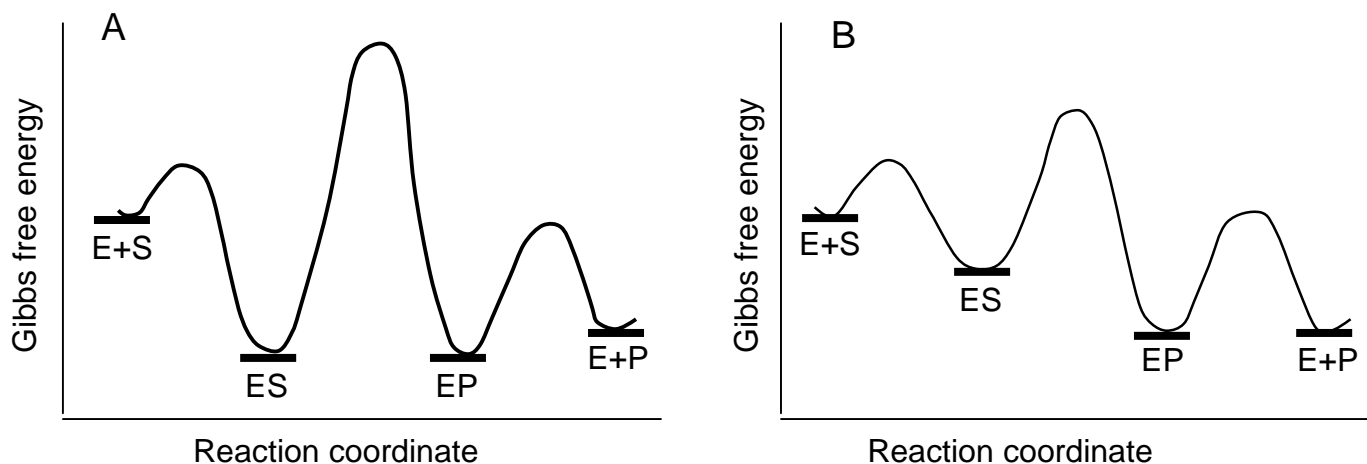 A
Gibbs free energy
E+S
ES
EP
E+P
Reaction coordinate
B
Gibbs free energy
E+S
ES
EP
E+P
Reaction coordinate